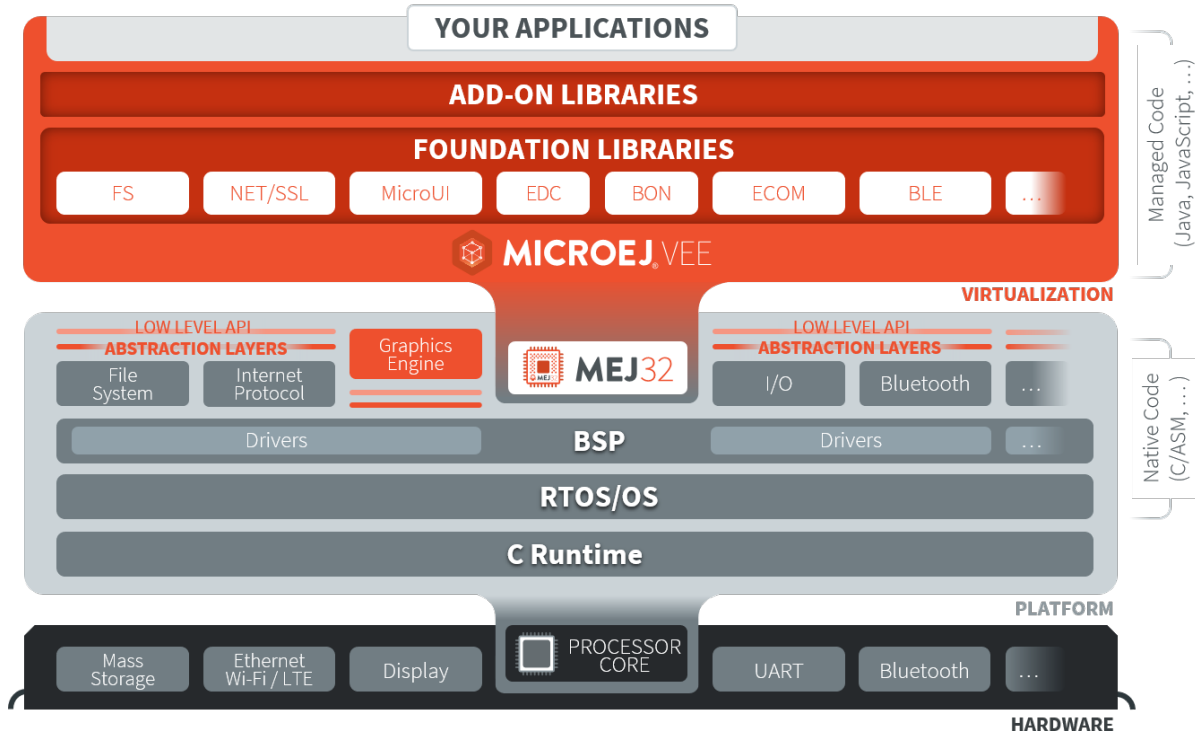 YOUR APPLICATIONS
ADD-ON LIBRARIES
FOUNDATION LIBRARIES
FS
NET/SSL
MicroUI
EDC
BON
ECOM
BLE
...
MICROEJ® VEE
Managed Code
(Java, JavaScript, ...)
VIRTUALIZATION
LOW LEVEL API
ABSTRACTION LAYERS
File
System
Internet
Protocol
Graphics
Engine
MEJ
MEJ32
LOW LEVEL API
ABSTRACTION LAYERS
I/O
Bluetooth
...
Drivers
BSP
Drivers
...
RTOS/OS
C Runtime
Native Code
(C/ASM, ...)
PLATFORM
Mass
Storage
Ethernet
Wi-Fi / LTE
Display
PROCESSOR
CORE
UART
Bluetooth
...
HARDWARE